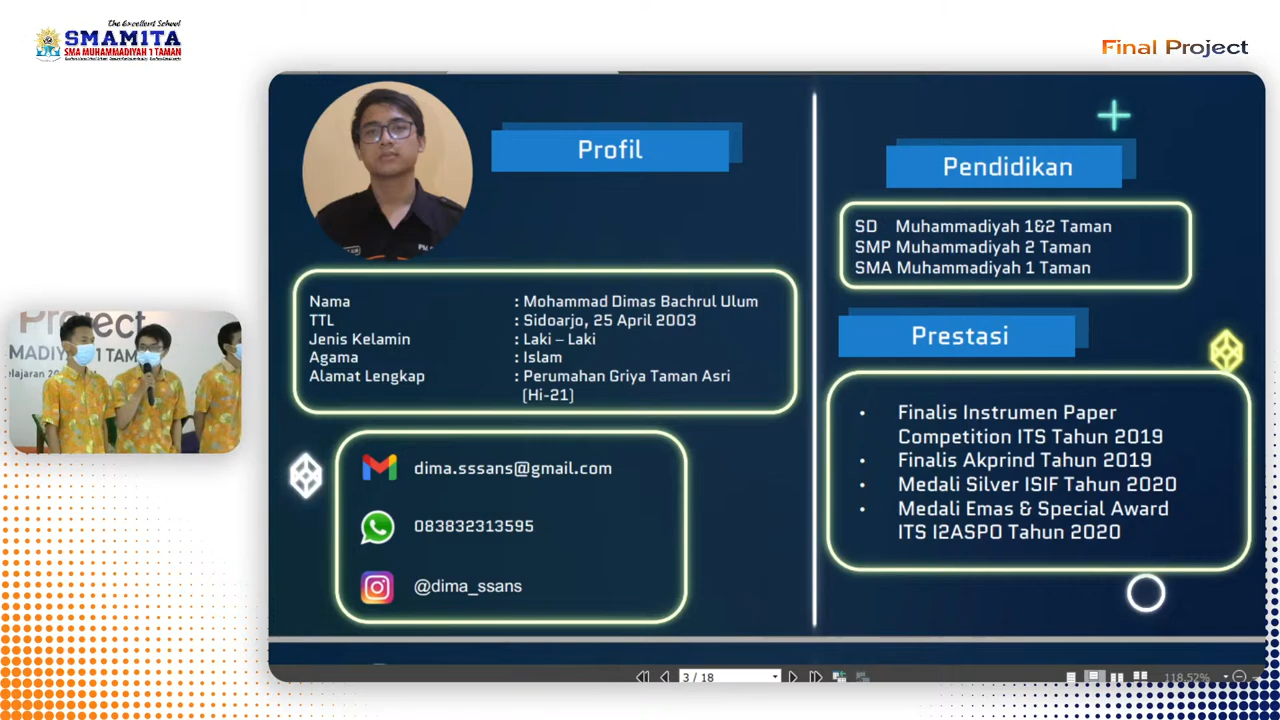 The Excellent School
SMAMITA
SMA MUHAMMADIYAH 1 TAMAN
Final Project
Profil
Nama : Mohammad Dimas Bachrul Ulum
TTL : Sidoarjo, 25 April 2003
Jenis Kelamin : Laki – Laki
Agama : Islam
Alamat Lengkap : Perumahan Griya Taman Asri
(Hi-21)
dima.sssans@gmail.com
083832313595
@dima_ssans
Pendidikan
SD Muhammadiyah 1&2 Taman
SMP Muhammadiyah 2 Taman
SMA Muhammadiyah 1 Taman
Prestasi
• Finalis Instrumen Paper
Competition ITS Tahun 2019
• Finalis Akprind Tahun 2019
• Medali Silver ISIF Tahun 2020
• Medali Emas & Special Award
ITS I2ASPO Tahun 2020
Project
MADIYAH 1 TAM
elajaran 20
3 / 18
118,52%